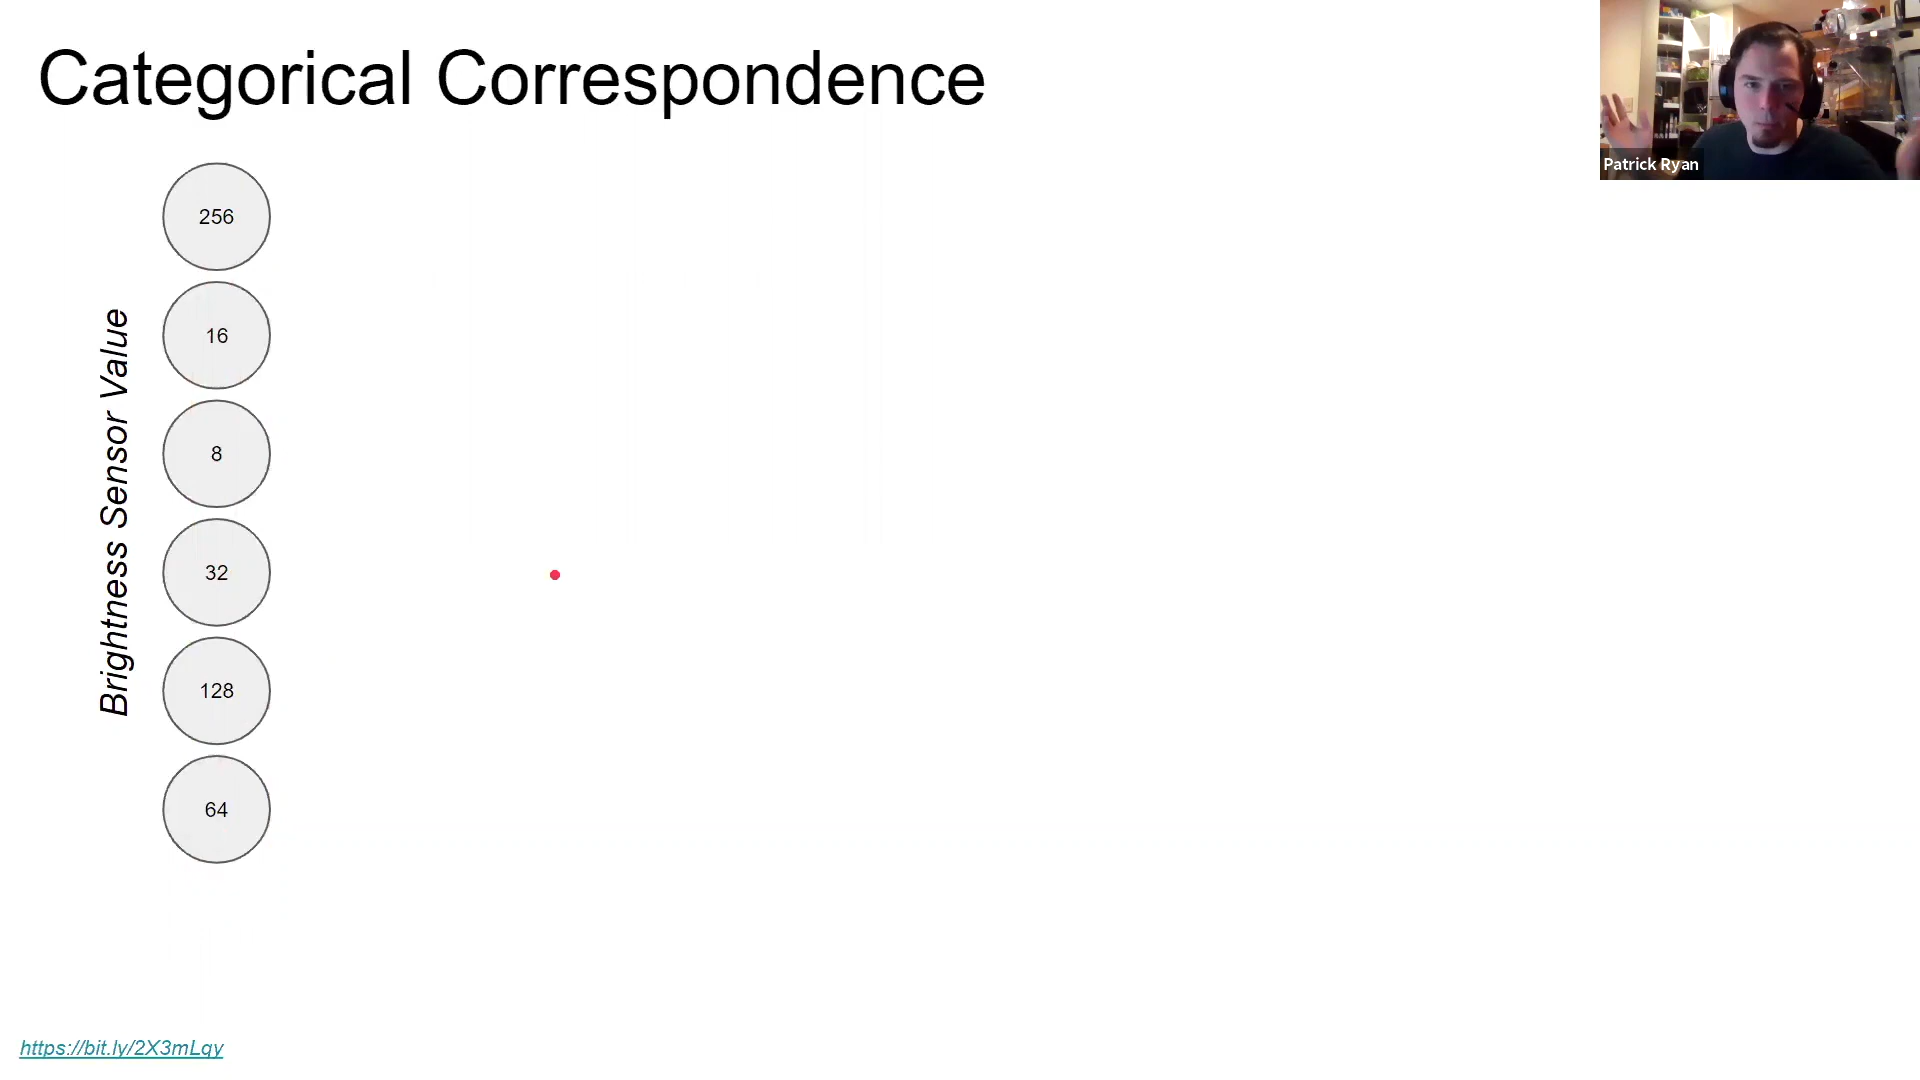 Categorical Correspondence
Patrick Ryan
Brightness Sensor Value
256
16
8
32
128
64
https://bit.ly/2X3mLqy